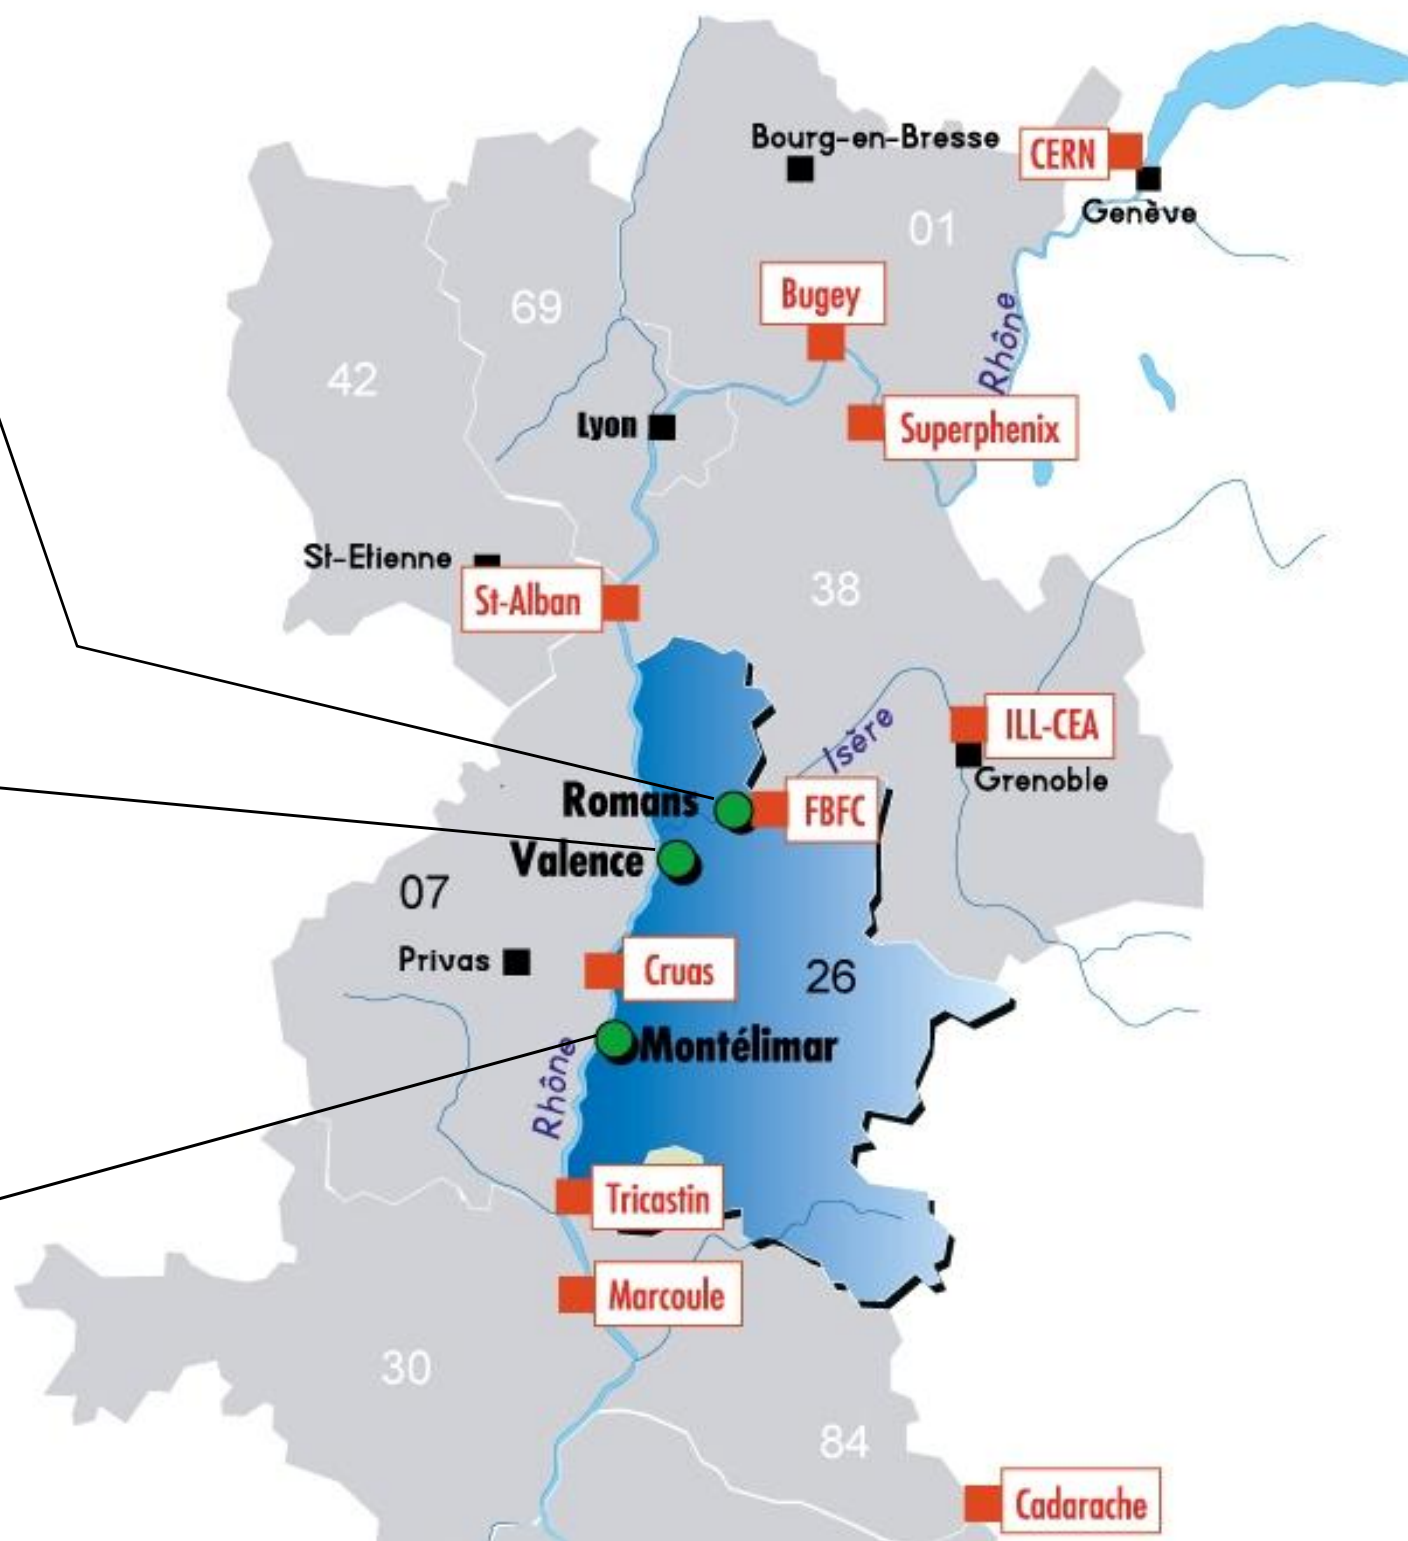 Bourg-en-Bresse
CERN
Genève
01
Bugey
69
Rhône
42
Lyon
Superphenix
St-Etienne
38
St-Alban
Isère
ILL-CEA
Grenoble
Romans
FBFC
Valence
07
Privas
Cruas
26
Montélimar
Rhône
Tricastin
Marcoule
30
84
Cadarache